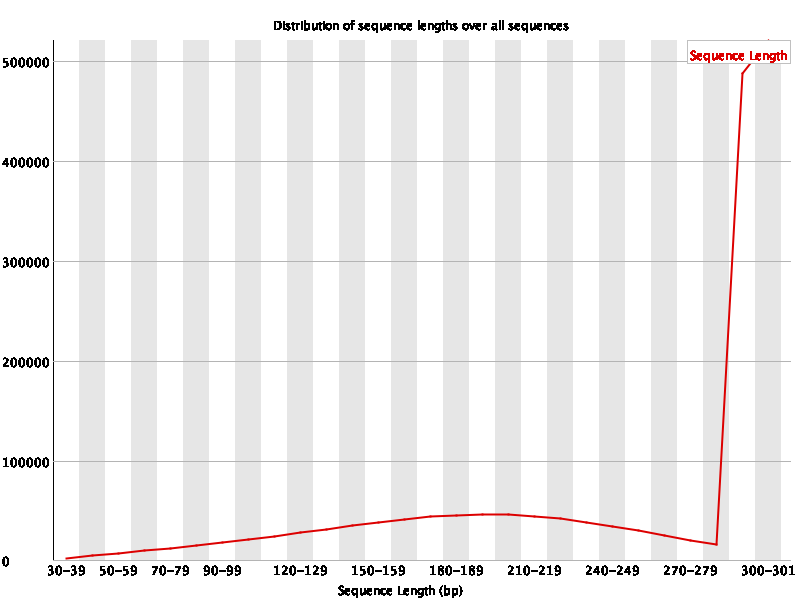 Distribution of sequence lengths over all sequences
Sequence Length
500000
400000
300000
200000
100000
0
30-39 50-59 70-79 90-99 120-129 150-159 180-189 210-219 240-249 270-279 300-301
Sequence Length (bp)